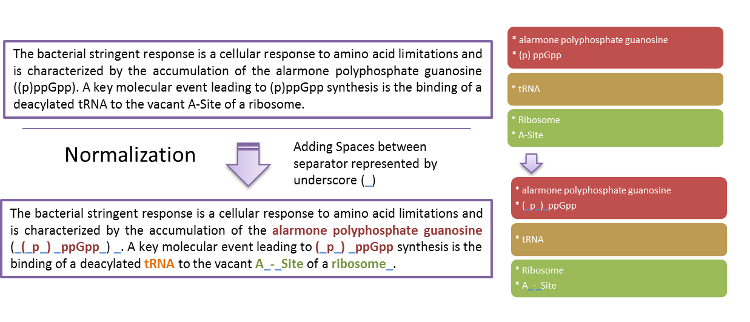 The bacterial stringent response is a cellular response to amino acid limitations and
is characterized by the accumulation of the alarmone polyphosphate guanosine
((p)ppGpp). A key molecular event leading to (p)ppGpp synthesis is the binding of a
deacylated tRNA to the vacant A-Site of a ribosome.
Normalization
Adding Spaces between
separator represented by
underscore (_)
The bacterial stringent response is a cellular response to amino acid limitations and
is characterized by the accumulation of the alarmone polyphosphate guanosine
(_(_p_)_ppGpp_) _. A key molecular event leading to (_p_)_ppGpp synthesis is the
binding of a deacylated tRNA to the vacant A_-_Site of a ribosome_.
* alarmone polyphosphate guanosine
* (p) ppGpp
* tRNA
* Ribosome
* A-Site
* alarmone polyphosphate guanosine
* (_p_)_ppGpp
* tRNA
* Ribosome
* A_-_Site